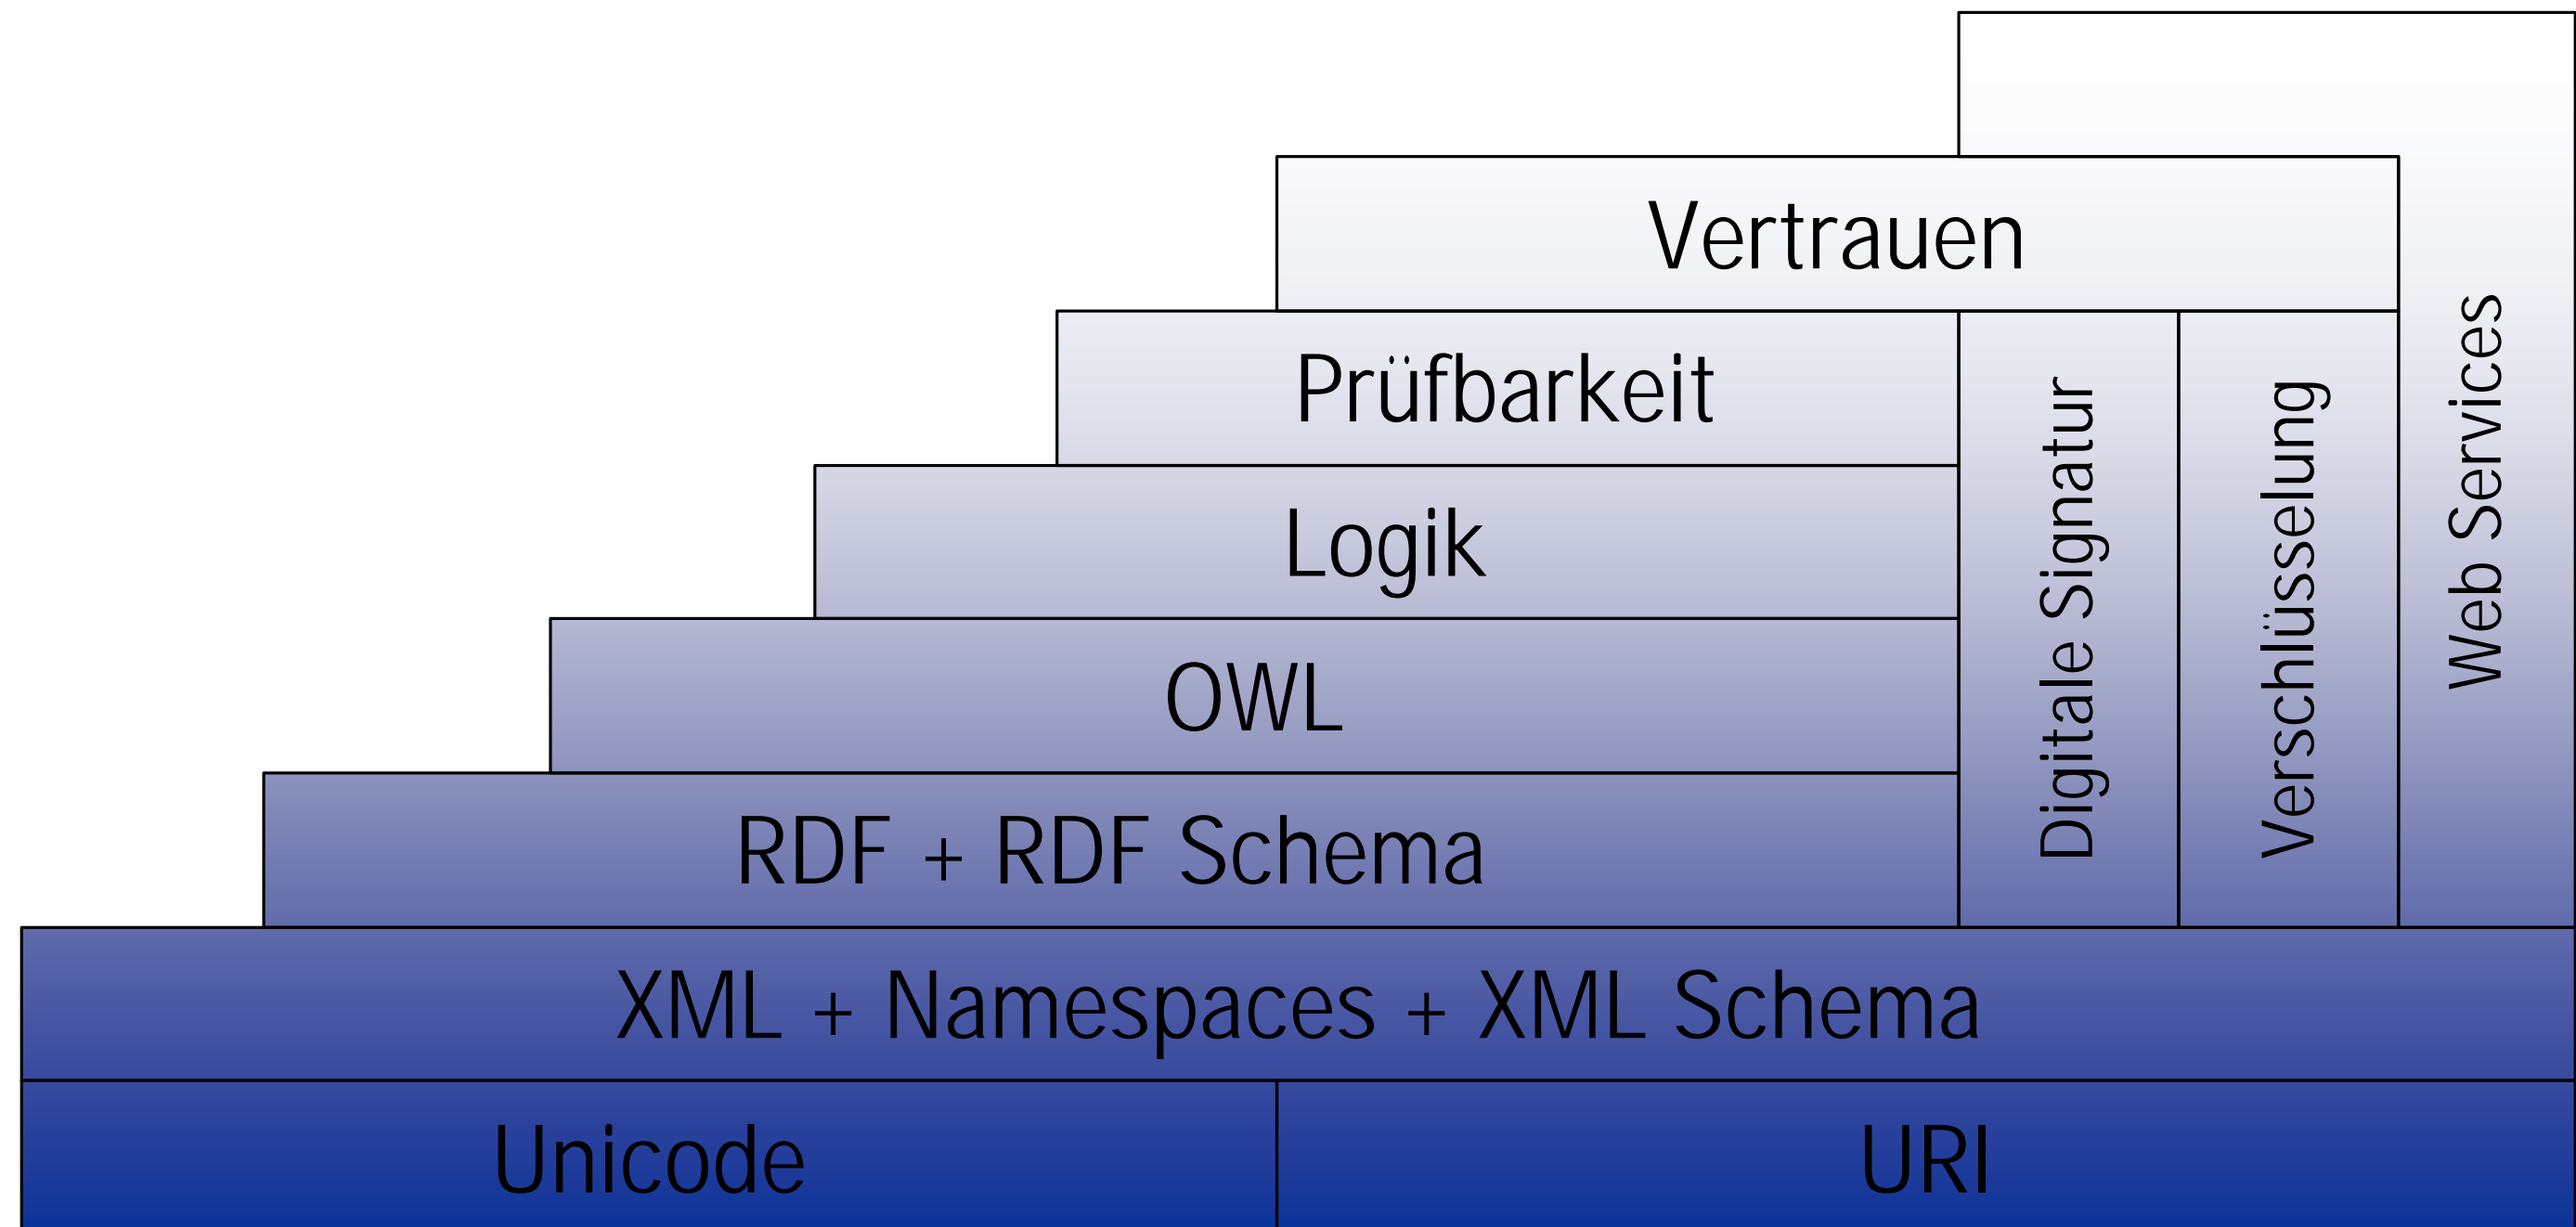 Vertrauen
Prüfbarkeit
Logik
OWL
RDF + RDF Schema
Digitale Signatur
Verschlüsselung
Web Services
XML + Namespaces + XML Schema
Unicode
URI